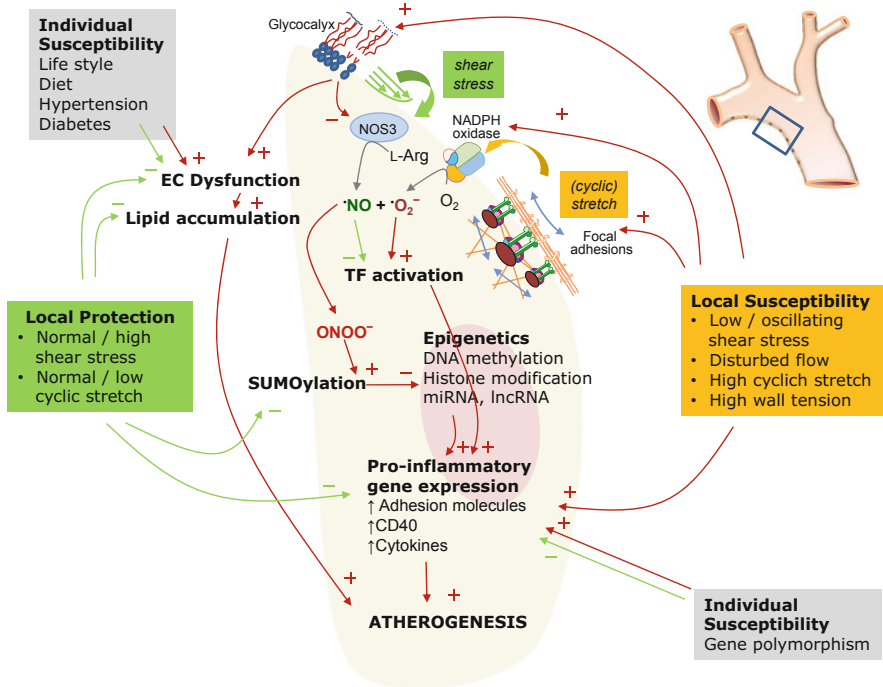 Individual
Susceptibility
Life style
Diet
Hypertension
Diabetes
Glycocalyx
+
shear
stress
−
NOS3
NADPH
oxidase
+
L-Arg
O₂
(cyclic)
stretch
+
Focal
adhesions
− + +
EC Dysfunction
+
− Lipid accumulation
•NO + •O₂⁻
− +
TF activation
Local Protection
• Normal / high
shear stress
• Normal / low
cyclic stretch
ONOO⁻
+
SUMOylation
−
−
Epigenetics
DNA methylation
Histone modification
miRNA, lncRNA
Local Susceptibility
• Low / oscillating
shear stress
• Disturbed flow
• High cyclich stretch
• High wall tension
+ +
Pro-inflammatory
gene expression
↑ Adhesion molecules
↑CD40
↑Cytokines
−
+
+
−
+
+
ATHEROGENESIS
Individual
Susceptibility
Gene polymorphism